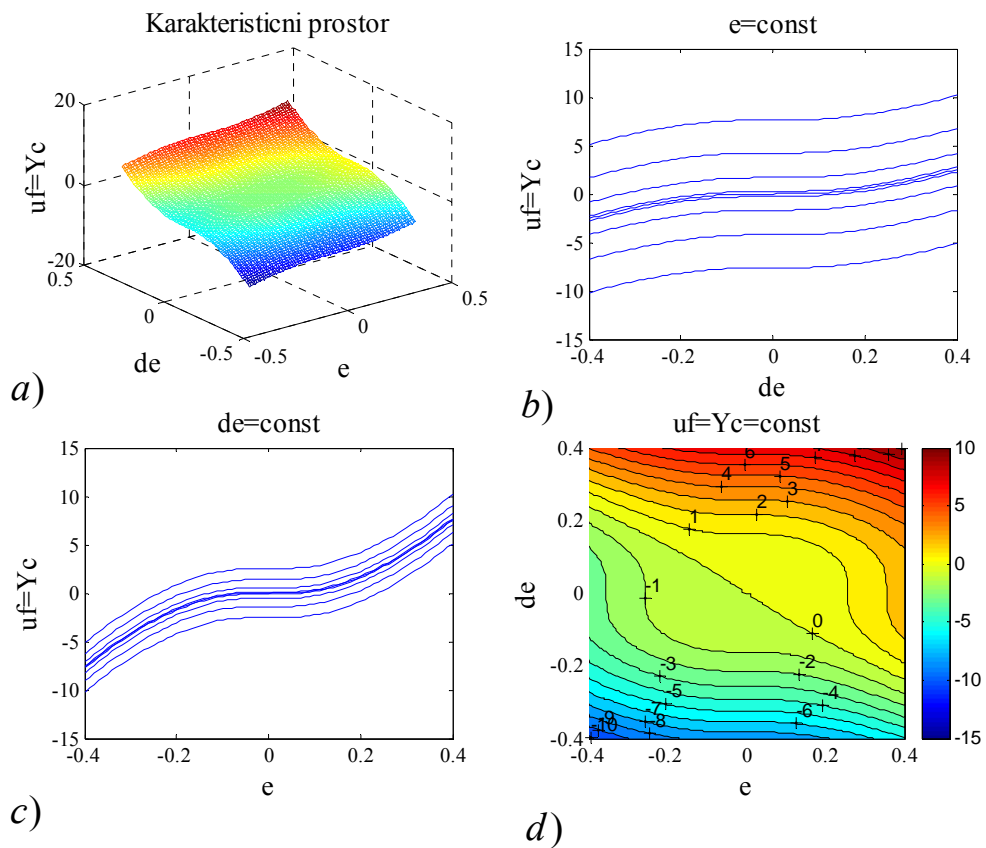 Karakteristicni prostor
uf=Yc
20
0
-20
0.5
0
-0.5
de
-0.5
0
0.5
e
a)
e=const
uf=Yc
15
10
5
0
-5
-10
-15
-0.4 -0.2 0 0.2 0.4
de
b)
de=const
uf=Yc
15
10
5
0
-5
-10
-15
-0.4 -0.2 0 0.2 0.4
e
c)
uf=Yc=const
de
0.4
0.2
0
-0.2
-0.4
-0.4 -0.2 0 0.2 0.4
e
6
5
4
3
2
1
-1
0
-2
-3
-4
-5
-6
-7
-8
-9
-10
10
5
0
-5
-10
-15
d)